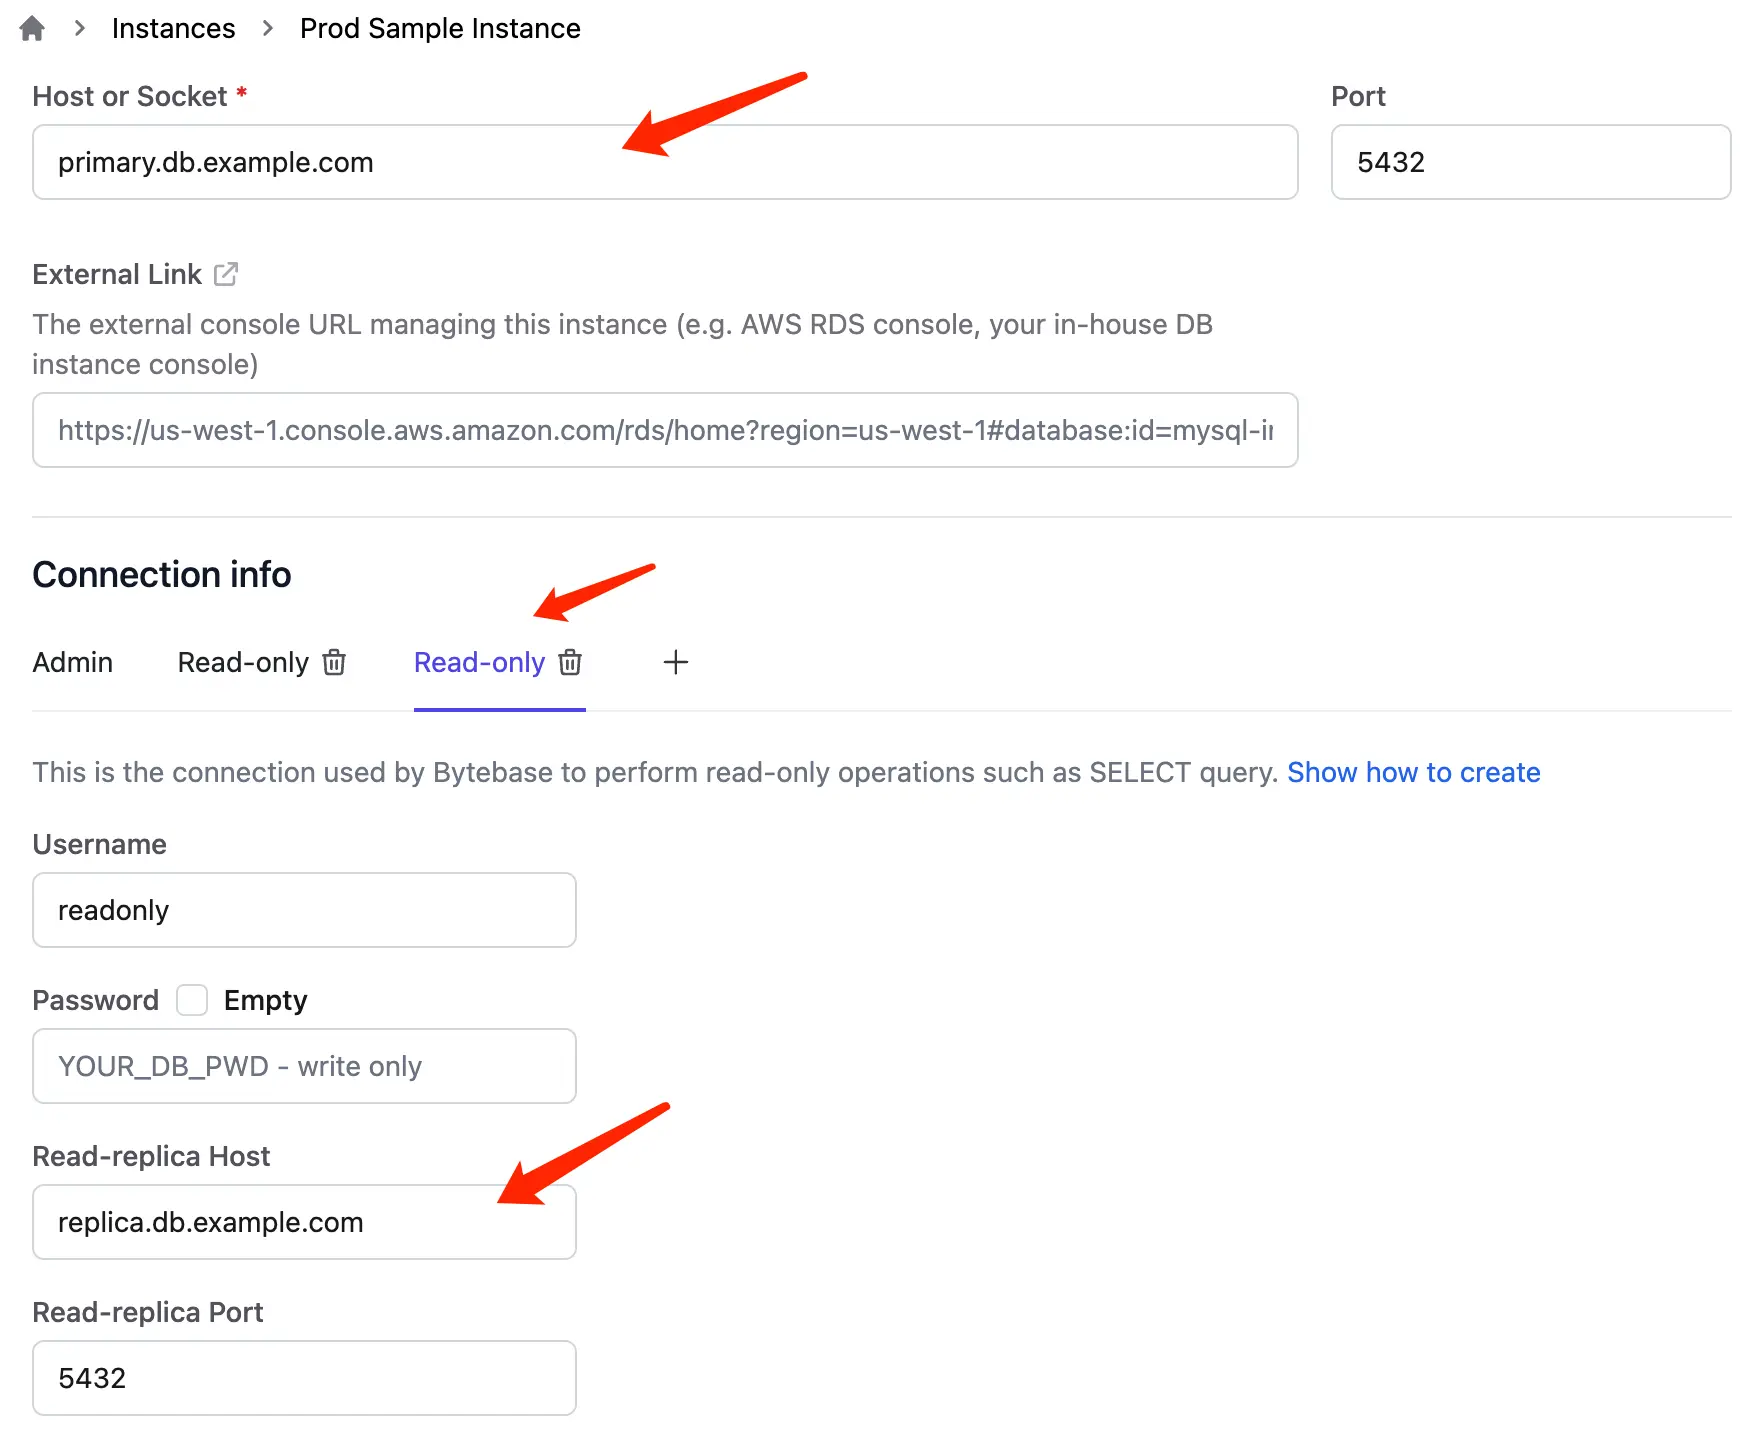 Instances > Prod Sample Instance
Host or Socket *
Port
primary.db.example.com
5432
External Link
The external console URL managing this instance (e.g. AWS RDS console, your in-house DB
instance console)
https://us-west-1.console.aws.amazon.com/rds/home?region=us-west-1#database:id=mysql-in
Connection info
Admin Read-only Read-only +
This is the connection used by Bytebase to perform read-only operations such as SELECT query. Show how to create
Username
readonly
Password Empty
YOUR_DB_PWD - write only
Read-replica Host
replica.db.example.com
Read-replica Port
5432